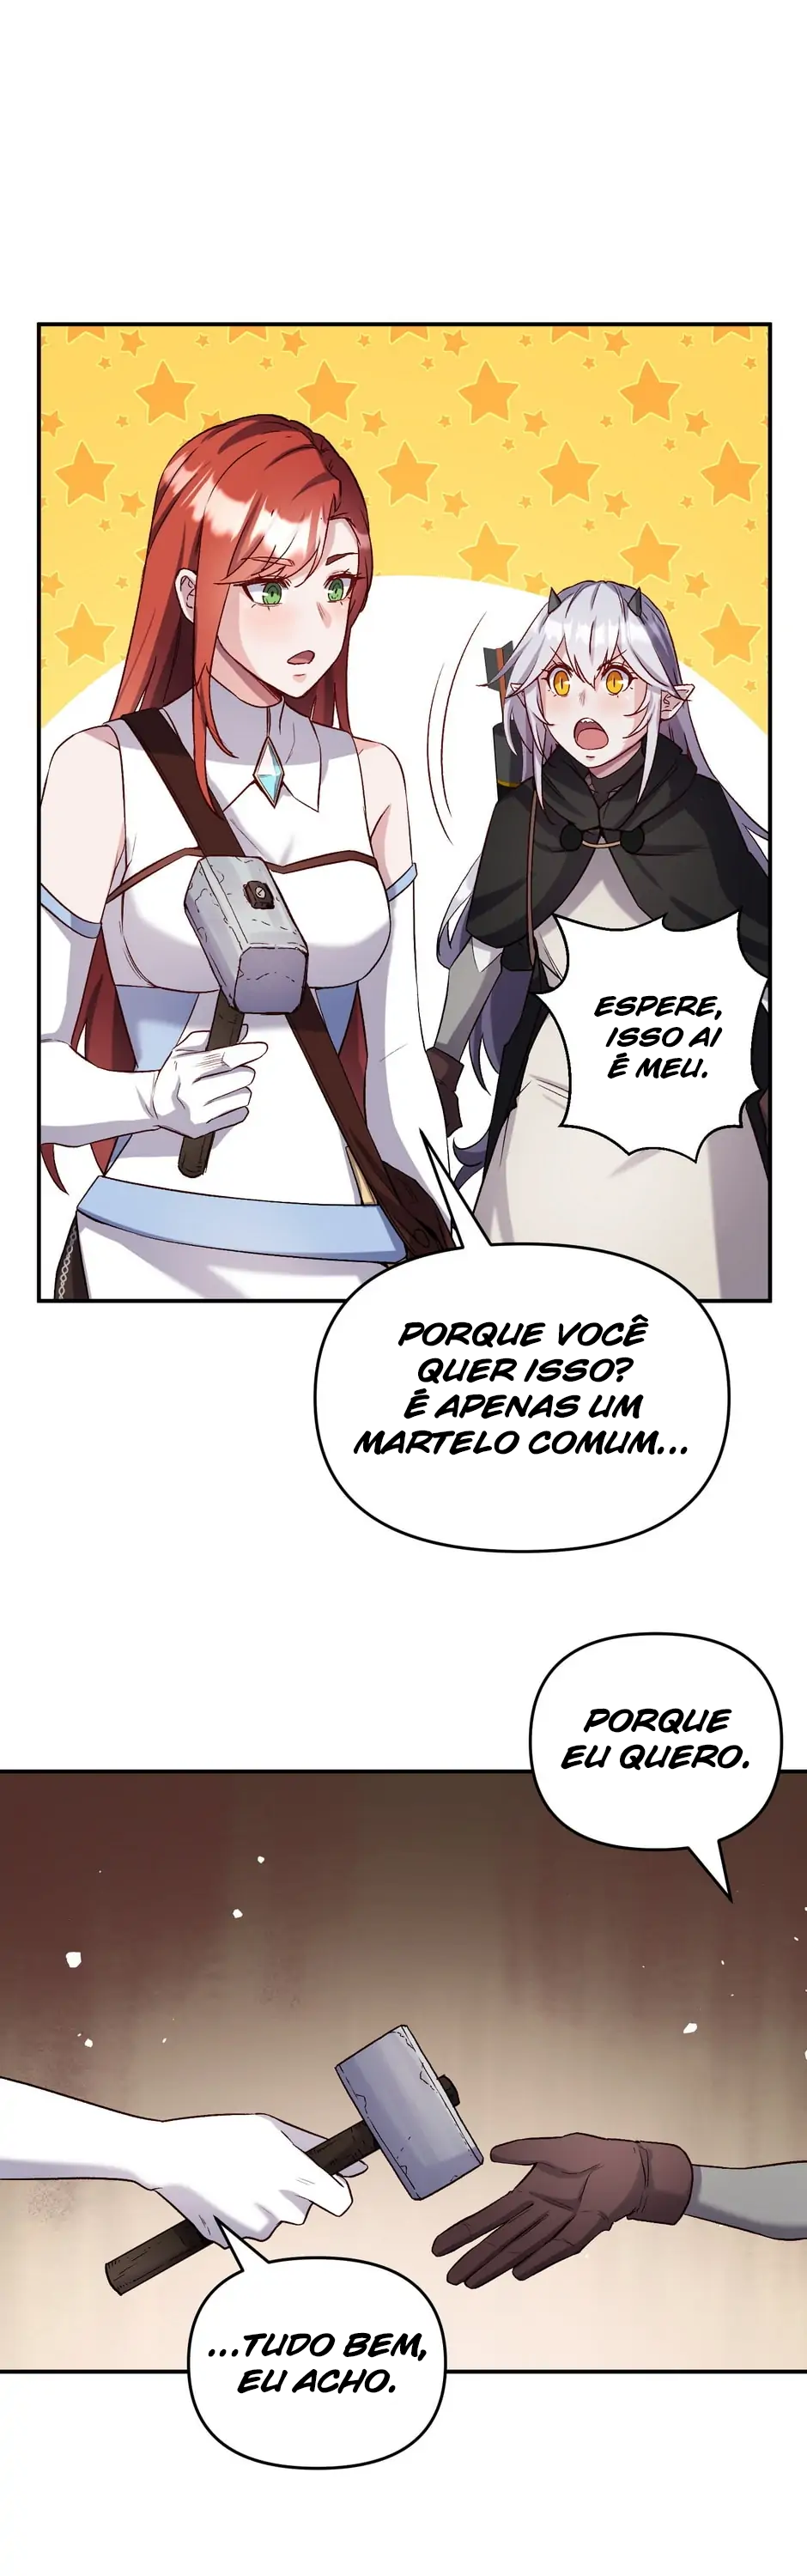 ESPERE,
ISSO AI
É MEU.
PORQUE VOCÊ
QUER ISSO?
É APENAS UM
MARTELO COMUM...
PORQUE
EU QUERO.
...TUDO BEM,
EU ACHO.